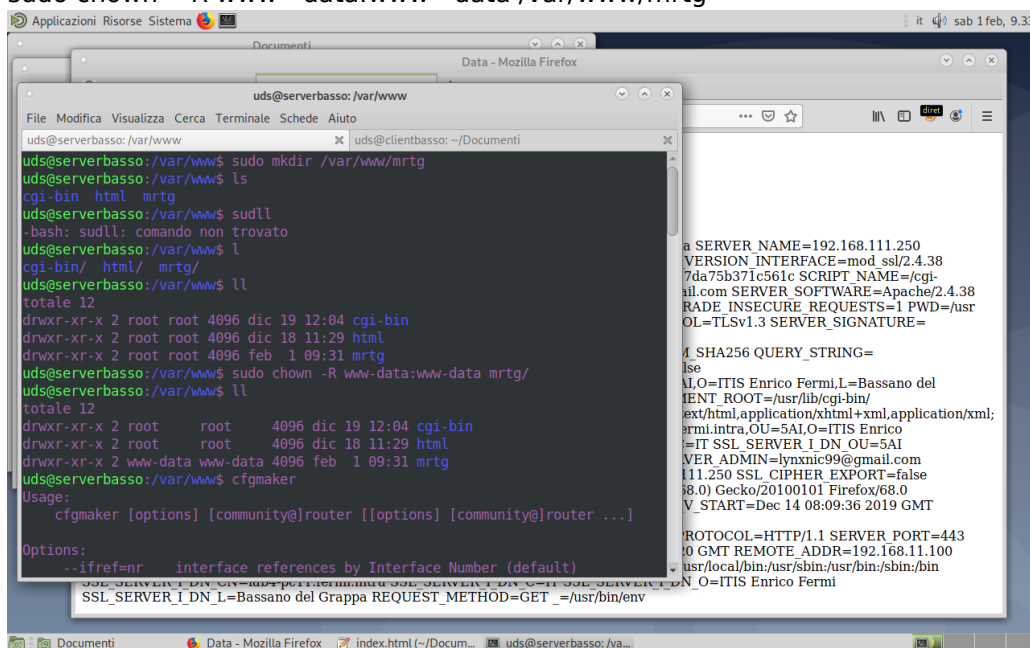 sudo chown -R www-data:www-data /var/www/mrtg
Applicazioni Risorse Sistema it sab 1 feb, 9.33
Documenti
Data - Mozilla Firefox
uds@serverbasso: /var/www
File Modifica Visualizza Cerca Terminale Schede Aiuto
diret
uds@serverbasso: /var/www uds@clientbasso: ~/Documenti
uds@serverbasso:/var/www$ sudo mkdir /var/www/mrtg
uds@serverbasso:/var/www$ ls
cgi-bin html mrtg
uds@serverbasso:/var/www$ sudll
-bash: sudll: comando non trovato
uds@serverbasso:/var/www$ l
cgi-bin/ html/ mrtg/
uds@serverbasso:/var/www$ ll
totale 12
drwxr-xr-x 2 root root 4096 dic 19 12:04 cgi-bin
drwxr-xr-x 2 root root 4096 dic 18 11:29 html
drwxr-xr-x 2 root root 4096 feb 1 09:31 mrtg
uds@serverbasso:/var/www$ sudo chown -R www-data:www-data mrtg/
uds@serverbasso:/var/www$ ll
totale 12
drwxr-xr-x 2 root root 4096 dic 19 12:04 cgi-bin
drwxr-xr-x 2 root root 4096 dic 18 11:29 html
drwxr-xr-x 2 www-data www-data 4096 feb 1 09:31 mrtg
uds@serverbasso:/var/www$ cfgmaker
Usage:
cfgmaker [options] [community@]router [[options] [community@]router ...]
Options:
--ifref=nr interface references by Interface Number (default)
a SERVER_NAME=192.168.111.250
VERSION_INTERFACE=mod_ssl/2.4.38
7da75b371c561c SCRIPT_NAME=/cgi-
ail.com SERVER_SOFTWARE=Apache/2.4.38
RADE_INSECURE_REQUESTS=1 PWD=/usr
OL=TLSv1.3 SERVER_SIGNATURE=
_SHA256 QUERY_STRING=
lse
AI,O=ITIS Enrico Fermi,L=Bassano del
MENT_ROOT=/usr/lib/cgi-bin/
text/html,application/xhtml+xml,application/xml;
ermi.intra,OU=5AI,O=ITIS Enrico
=IT SSL_SERVER_I_DN_OU=5AI
VER_ADMIN=lynxnic99@gmail.com
111.250 SSL_CIPHER_EXPORT=false
68.0) Gecko/20100101 Firefox/68.0
V_START=Dec 14 08:09:36 2019 GMT
PROTOCOL=HTTP/1.1 SERVER_PORT=443
20 GMT REMOTE_ADDR=192.168.11.100
usr/local/bin:/usr/sbin:/usr/bin:/sbin:/bin
SSL_SERVER_I_DN_CN=lab4-pc11.fermi.intra SSL_SERVER_I_DN_C=IT SSL_SERVER_I_DN_O=ITIS Enrico Fermi
SSL_SERVER_I_DN_L=Bassano del Grappa REQUEST_METHOD=GET _=/usr/bin/env
Documenti Data - Mozilla Firefox index.html (~/Docum... uds@serverbasso: /va...